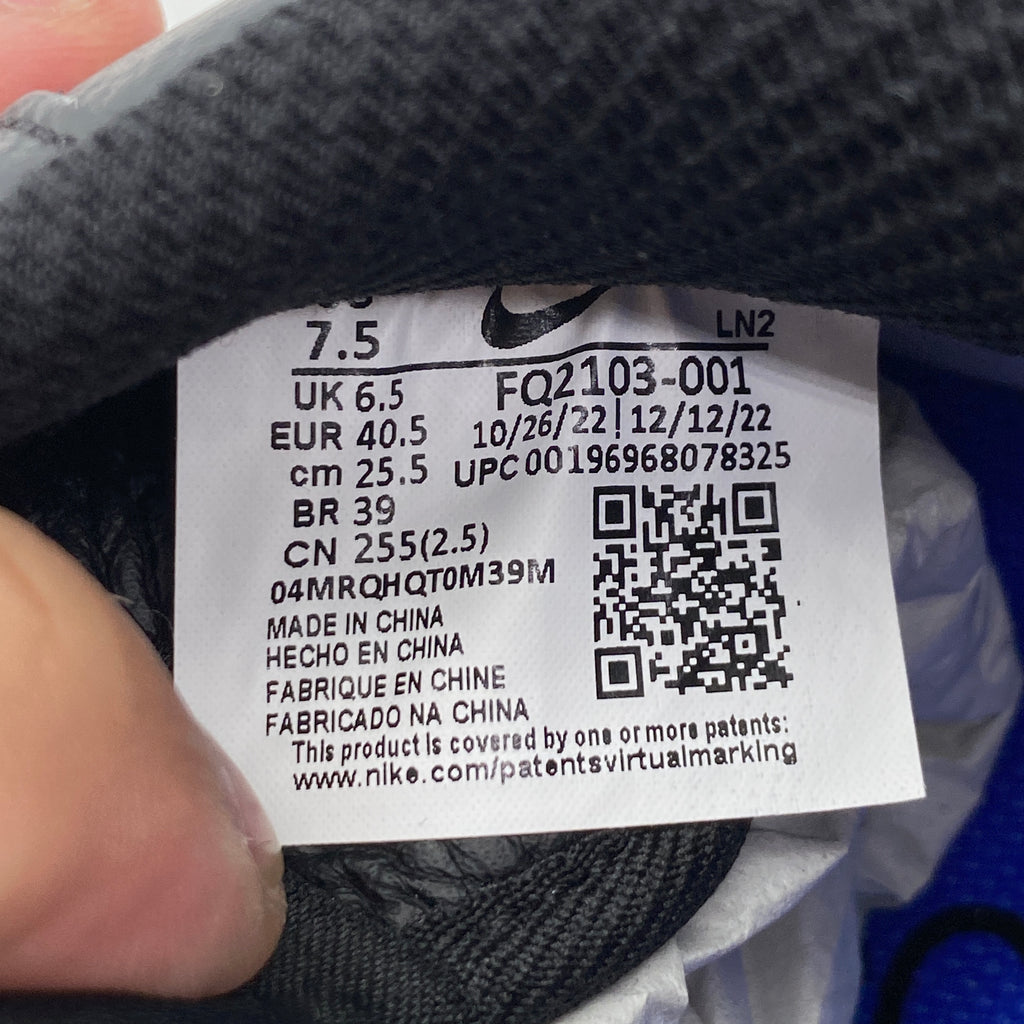 7.5
LN2
UK 6.5
FQ2103-001
EUR 40.5
10/26/22|12/12/22
cm 25.5
UPC 00196968078325
BR 39
CN 255(2.5)
04MRQHQT0M39M
MADE IN CHINA
HECHO EN CHINA
FABRIQUE EN CHINE
FABRICADO NA CHINA
This product is covered by one or more patents:
www.nike.com/patentsvirtualmarking